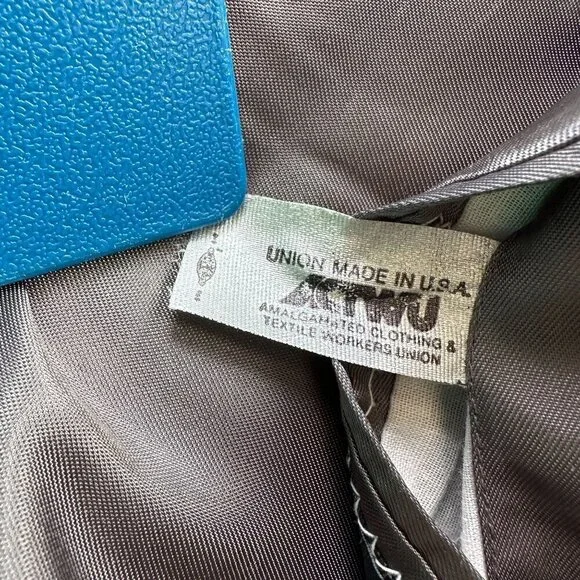 UNION MADE IN U.S.A.
ACTWU
AMALGAMATED CLOTHING &
TEXTILE WORKERS UNION